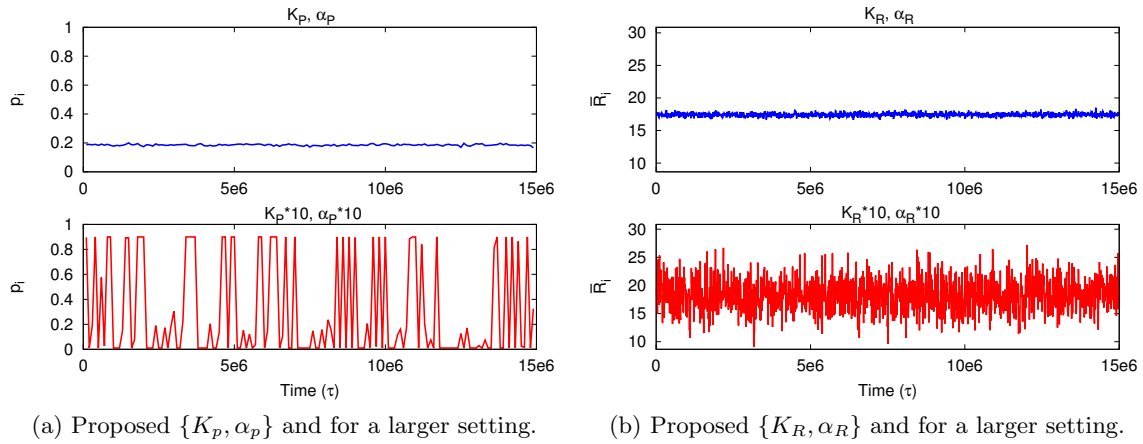 K_P, α_P
1
0.8
0.6
0.4
0.2
0
p_i
0 5e6 10e6 15e6
K_P*10, α_P*10
1
0.8
0.6
0.4
0.2
0
p_i
0 5e6 10e6 15e6
Time (τ)
(a) Proposed {K_p, α_p} and for a larger setting.
K_R, α_R
30
25
20
15
10
R̅_i
0 5e6 10e6 15e6
K_R*10, α_R*10
30
25
20
15
10
R̅_i
0 5e6 10e6 15e6
Time (τ)
(b) Proposed {K_R, α_R} and for a larger setting.